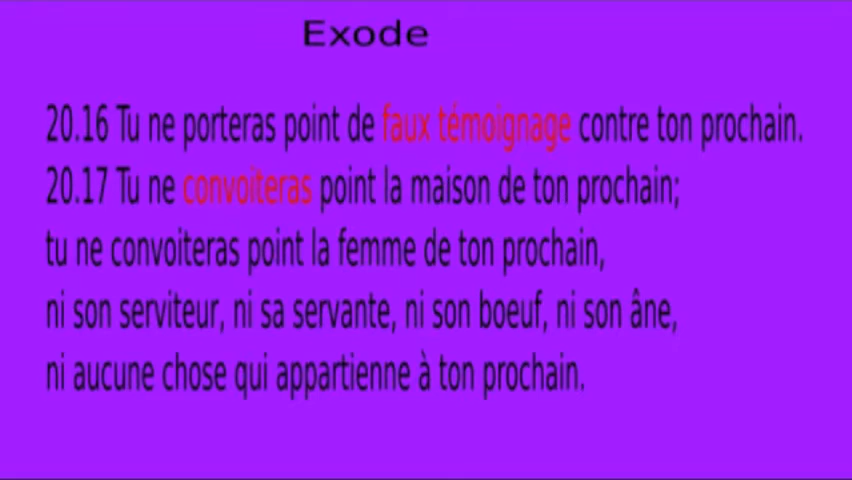 Exode
20.16 Tu ne porteras point de faux témoignage contre ton prochain.
20.17 Tu ne convoiteras point la maison de ton prochain;
tu ne convoiteras point la femme de ton prochain,
ni son serviteur, ni sa servante, ni son boeuf, ni son âne,
ni aucune chose qui appartienne à ton prochain.